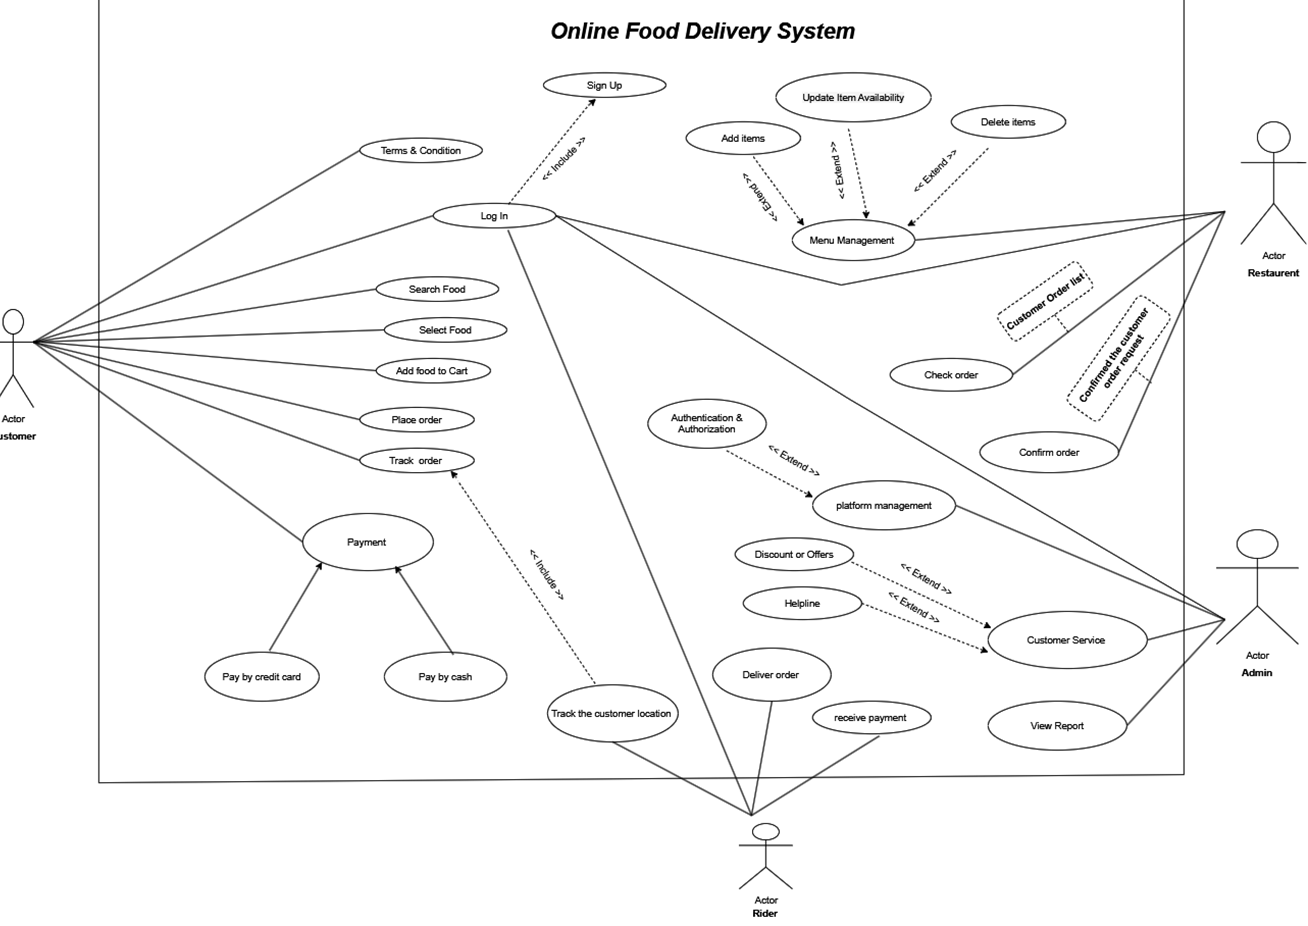 Online Food Delivery System
Sign Up
Update Item Availability
Add items
Delete items
Terms & Condition
<< Include >>
<< Extend >>
<< Extend >>
<< Extend >>
Log In
Menu Management
Actor
Restaurent
Search Food
Select Food
Add food to Cart
Place order
Track order
Actor
ustomer
Customer Order list
Confirmed the customer
order request
Check order
Confirm order
Authentication &
Authorization
<< Extend >>
platform management
Payment
<< Include >>
Discount or Offers
<< Extend >>
Helpline
<< Extend >>
Customer Service
Actor
Admin
Pay by credit card
Pay by cash
Deliver order
Track the customer location
receive payment
View Report
Actor
Rider